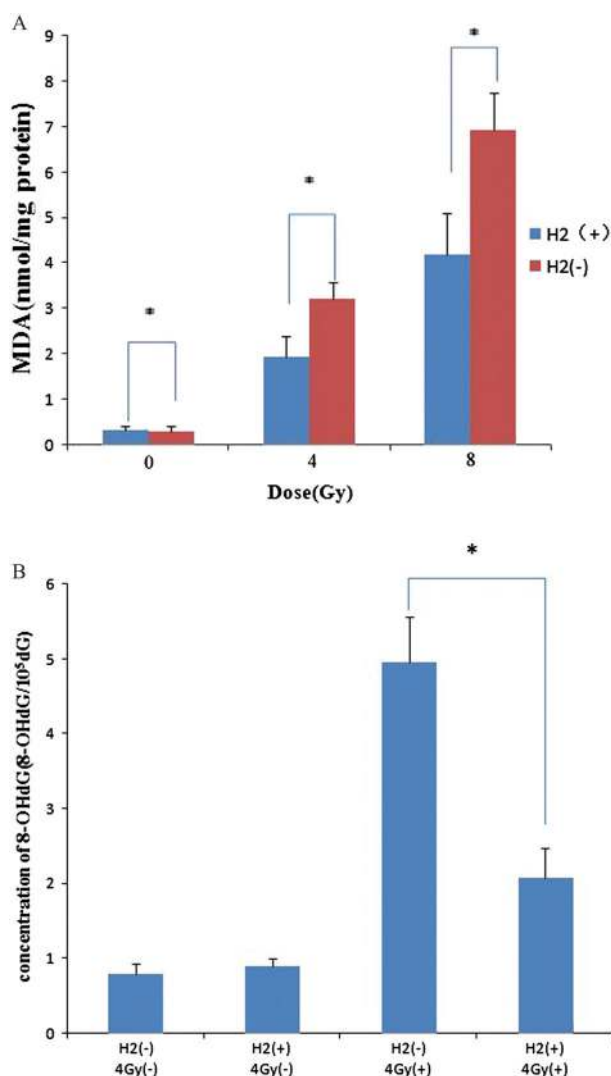 A
*
9
8
7
6
5
4
3
2
1
0
MDA(nmol/mg protein)
*
*
H2 (+)
H2(-)
0 4 8
Dose(Gy)
B
*
6
5
4
3
2
1
0
concentration of 8-OHdG(8-OHdG/10⁵dG)
H2(-) H2(+) H2(-) H2(+)
4Gy(-) 4Gy(-) 4Gy(+) 4Gy(+)